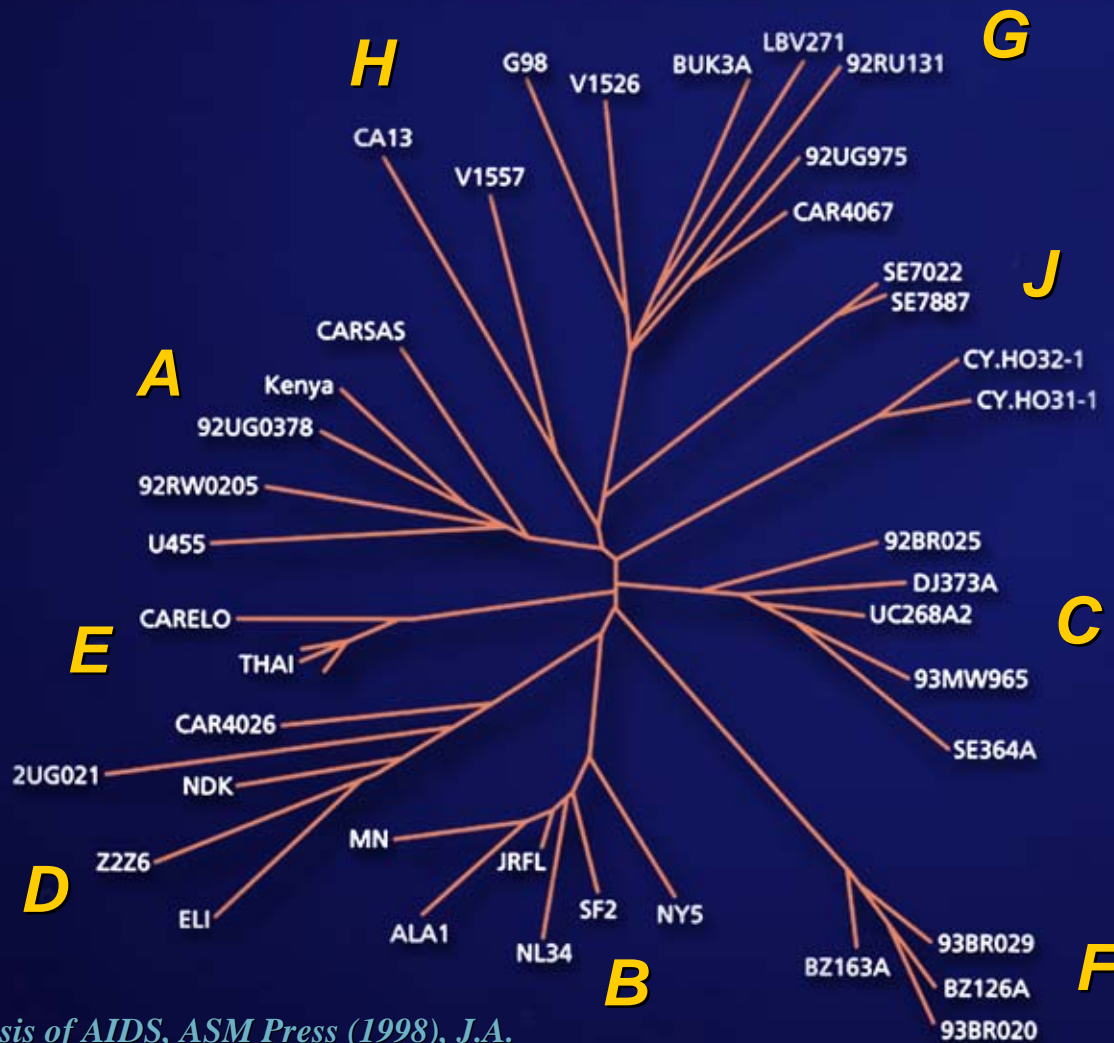 H
G98
V1526
BUK3A
LBV271
92RU131
G
CA13
V1557
92UG975
CAR4067
SE7022
SE7887
J
CARSAS
A
Kenya
92UG0378
92RW0205
U455
CY.HO32-1
CY.HO31-1
92BR025
DJ373A
UC268A2
C
93MW965
SE364A
CARELO
E
THAI
CAR4026
2UG021
NDK
Z2Z6
D
ELI
MN
JRFL
ALA1
NL34
SF2
NY5
B
BZ163A
93BR029
F
BZ126A
93BR020
sis of AIDS, ASM Press (1998), J.A.